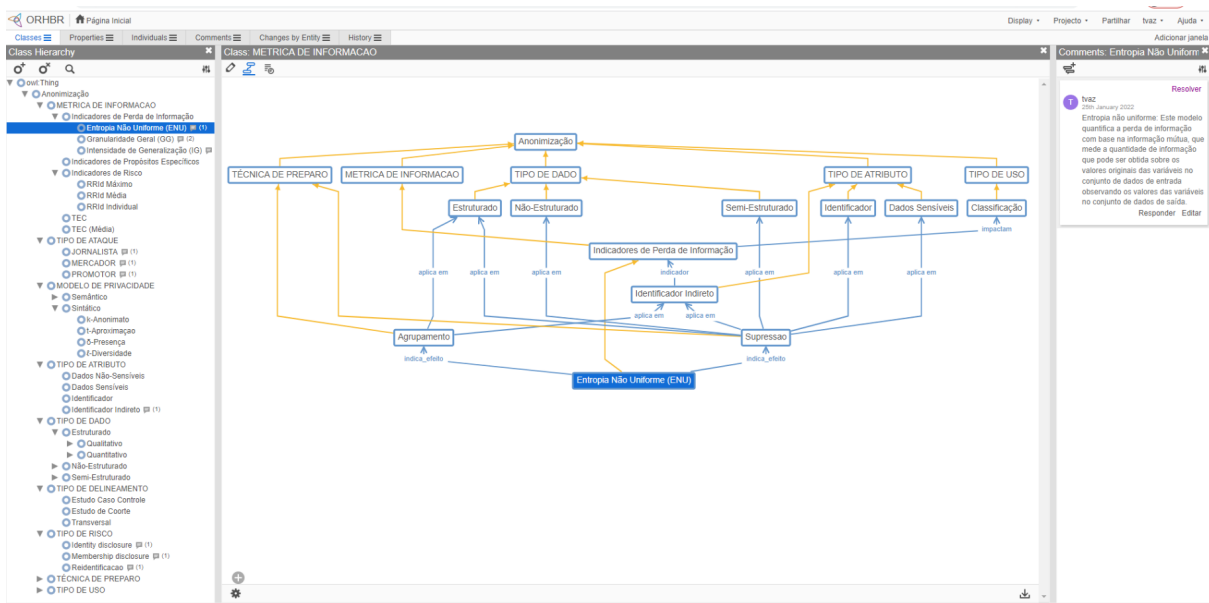 ORHBR Página Inicial Display Projecto Partilhar tvaz Ajuda
Classes Properties Individuals Comments Changes by Entity History Adicionar janela
Class Hierarchy
owl:Thing
Anonimização
METRICA DE INFORMACAO
Indicadores de Perda de Informação
Entropia Não Uniforme (ENU) (1)
Granularidade Geral (GG) (2)
Intensidade de Generalização (IG)
Indicadores de Propósitos Específicos
Indicadores de Risco
RRId Máximo
RRId Média
RRId Individual
TEC
TEC (Média)
TIPO DE ATAQUE
JORNALISTA (1)
MERCADOR (1)
PROMOTOR (1)
MODELO DE PRIVACIDADE
Semântico
Sintático
k-Anonimato
t-Aproximaçao
δ-Presença
ℓ-Diversidade
TIPO DE ATRIBUTO
Dados Não-Sensíveis
Dados Sensíveis
Identificador
Identificador Indireto (1)
TIPO DE DADO
Estruturado
Qualitativo
Quantitativo
Não-Estruturado
Semi-Estruturado
TIPO DE DELINEAMENTO
Estudo Caso Controle
Estudo de Coorte
Transversal
TIPO DE RISCO
Identity disclosure (1)
Membership disclosure (1)
Reidentificacao (1)
TÉCNICA DE PREPARO
TIPO DE USO
Class: METRICA DE INFORMACAO
Anonimização
TÉCNICA DE PREPARO METRICA DE INFORMACAO TIPO DE DADO TIPO DE ATRIBUTO TIPO DE USO
Estruturado Não-Estruturado Semi-Estruturado Identificador Dados Sensíveis Classificação
impactam
Indicadores de Perda de Informação
aplica em aplica em aplica em indicador aplica em aplica em aplica em
Identificador Indireto
aplica em aplica em
Agrupamento Supressao
indica_efeito indica_efeito
Entropia Não Uniforme (ENU)
Comments: Entropia Não Uniform
Resolver
T tvaz
25th January 2022
Entropia não uniforme: Este modelo
quantifica a perda de informação
com base na informação mútua, que
mede a quantidade de informação
que pode ser obtida sobre os
valores originais das variáveis no
conjunto de dados de entrada
observando os valores das variáveis
no conjunto de dados de saída.
Responder Editar